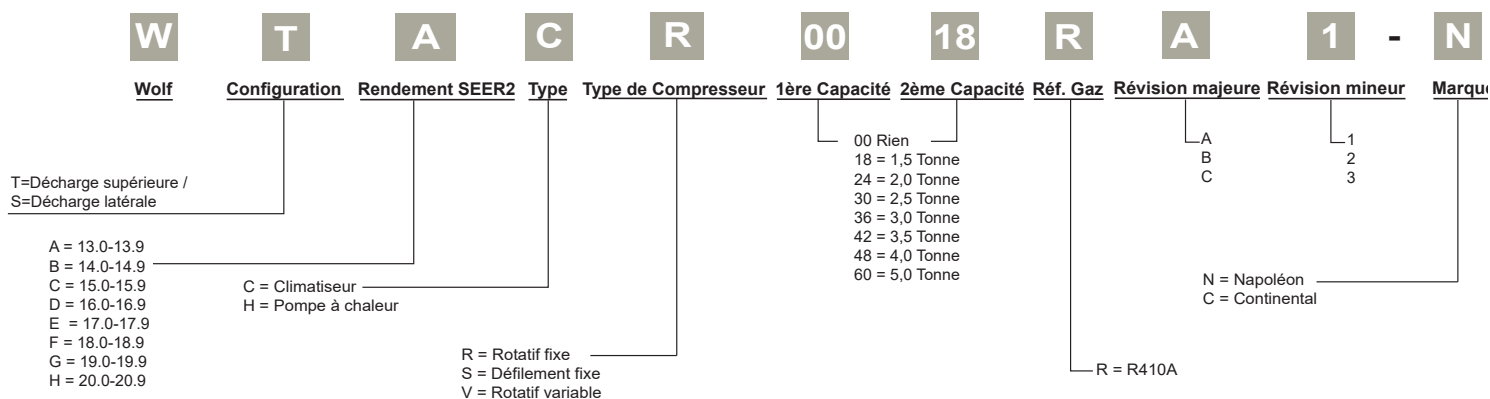 W T A C R 00 18 R A 1 - N
Wolf Configuration Rendement SEER2 Type Type de Compresseur 1ère Capacité 2ème Capacité Réf. Gaz Révision majeure Révision mineur Marque
T=Décharge supérieure /
S=Décharge latérale
A = 13.0-13.9
B = 14.0-14.9
C = 15.0-15.9
D = 16.0-16.9
E = 17.0-17.9
F = 18.0-18.9
G = 19.0-19.9
H = 20.0-20.9
C = Climatiseur
H = Pompe à chaleur
R = Rotatif fixe
S = Défilement fixe
V = Rotatif variable
00 Rien
18 = 1,5 Tonne
24 = 2,0 Tonne
30 = 2,5 Tonne
36 = 3,0 Tonne
42 = 3,5 Tonne
48 = 4,0 Tonne
60 = 5,0 Tonne
R = R410A
A
B
C
1
2
3
N = Napoléon
C = Continental